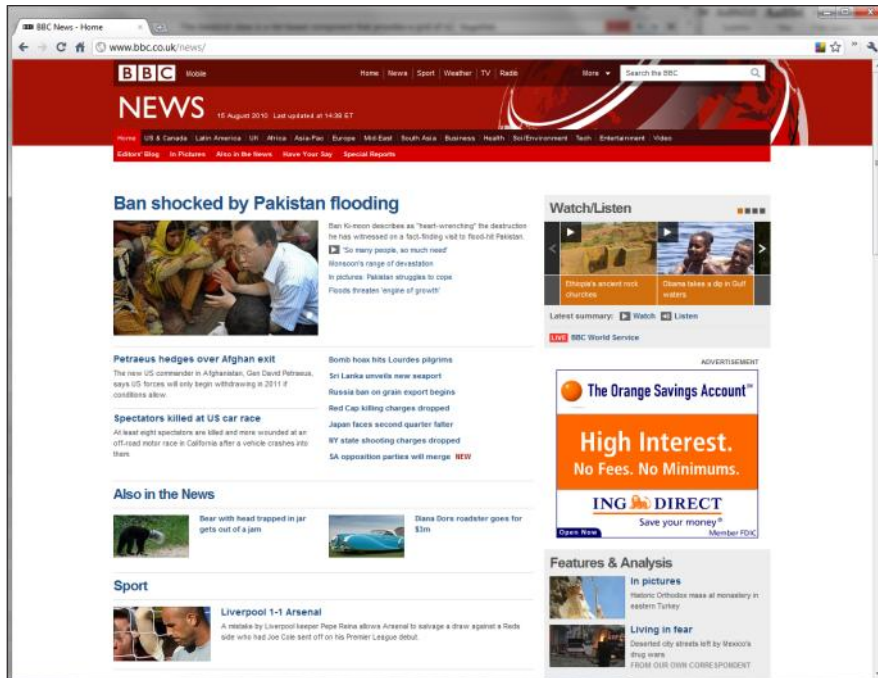 BBC News - Home
www.bbc.co.uk/news/
BBC Mobile Home News Sport Weather TV Radio More Search the BBC
NEWS 15 August 2010 Last updated at 14:38 ET
Home US & Canada Latin America UK Africa Asia-Pac Europe Mid-East South Asia Business Health Sci/Environment Tech Entertainment Video
Editors' Blog In Pictures Also in the News Have Your Say Special Reports
Ban shocked by Pakistan flooding
Ban Ki-moon describes as "heart-wrenching" the destruction
he has witnessed on a fact-finding visit to flood-hit Pakistan.
'So many people, so much need'
Monsoon's range of devastation
In pictures: Pakistan struggles to cope
Floods threaten 'engine of growth'
Petraeus hedges over Afghan exit
The new US commander in Afghanistan, Gen David Petraeus,
says US forces will only begin withdrawing in 2011 if
conditions allow.
Spectators killed at US car race
At least eight spectators are killed and more wounded at an
off-road motor race in California after a vehicle crashes into
them
Bomb hoax hits Lourdes pilgrims
Sri Lanka unveils new seaport
Russia ban on grain export begins
Red Cap killing charges dropped
Japan faces second quarter falter
NY state shooting charges dropped
SA opposition parties will merge NEW
Also in the News
Bear with head trapped in jar
gets out of a jam
Diana Dors roadster goes for
$3m
Sport
Liverpool 1-1 Arsenal
A mistake by Liverpool keeper Pepe Reina allows Arsenal to salvage a draw against a Reds
side who had Joe Cole sent off on his Premier League debut.
Watch/Listen
Ethiopia's ancient rock
churches
Obama takes a dip in Gulf
waters
Latest summary: Watch Listen
LIVE BBC World Service
ADVERTISEMENT
The Orange Savings Account℠
High Interest.
No Fees. No Minimums.
ING DIRECT
Save your money®
Open Now Member FDIC
Features & Analysis
In pictures
Historic Orthodox mass at monastery in
eastern Turkey
Living in fear
Deserted city streets left by Mexico's
drug wars
FROM OUR OWN CORRESPONDENT